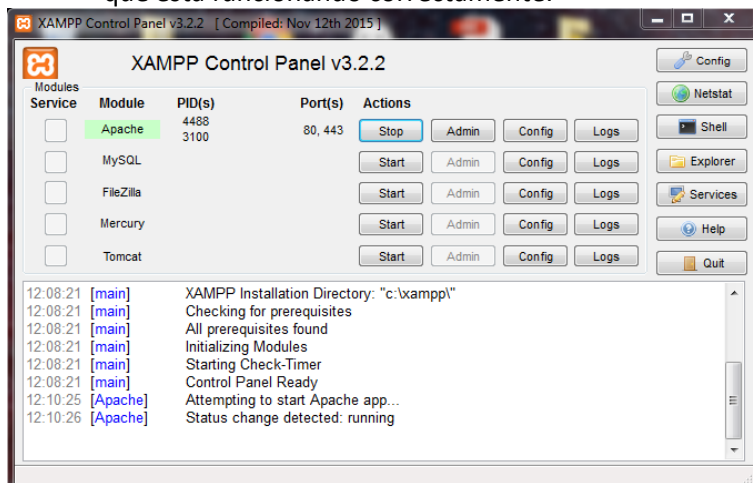 que está funcionando correctamente.
XAMPP Control Panel v3.2.2 [ Compiled: Nov 12th 2015 ]
XAMPP Control Panel v3.2.2
Config
Modules
Service Module PID(s) Port(s) Actions
Netstat
Apache 4488 3100 80, 443 Stop Admin Config Logs
Shell
MySQL Start Admin Config Logs
Explorer
FileZilla Start Admin Config Logs
Services
Mercury Start Admin Config Logs
Help
Tomcat Start Admin Config Logs
Quit
12:08:21 [main] XAMPP Installation Directory: "c:\xampp\"
12:08:21 [main] Checking for prerequisites
12:08:21 [main] All prerequisites found
12:08:21 [main] Initializing Modules
12:08:21 [main] Starting Check-Timer
12:08:21 [main] Control Panel Ready
12:10:25 [Apache] Attempting to start Apache app...
12:10:26 [Apache] Status change detected: running